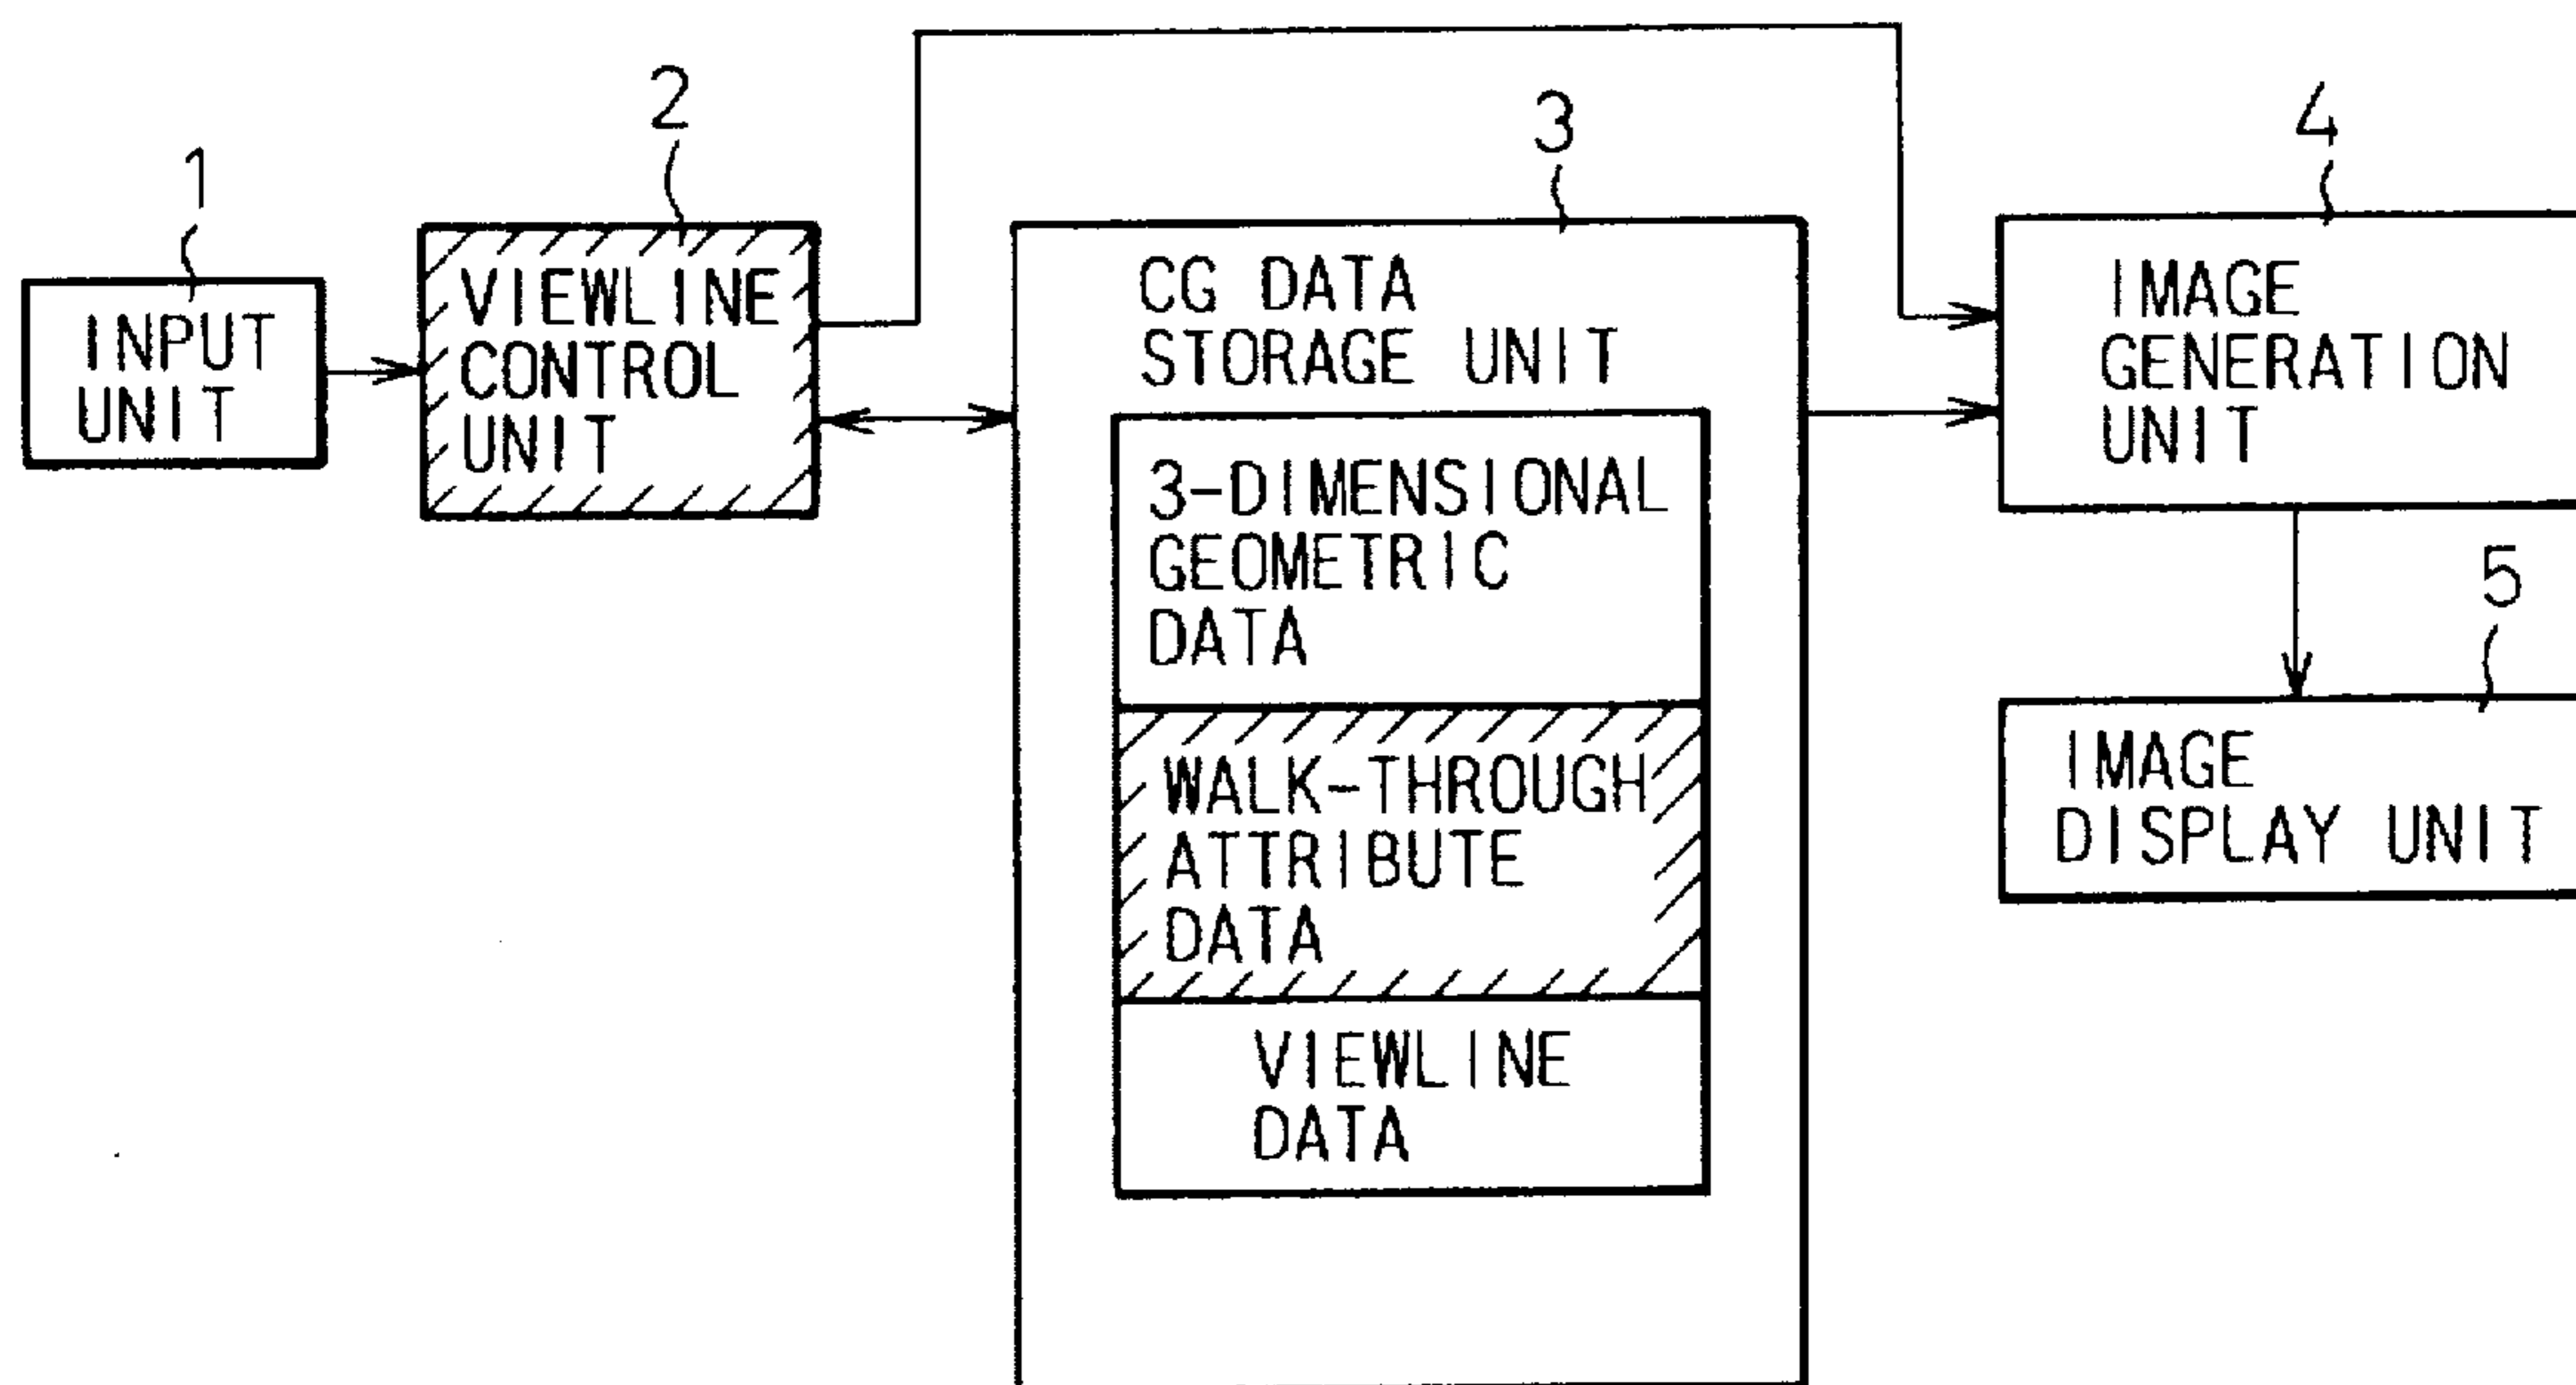 1
INPUT
UNIT
2
VIEWLINE
CONTROL
UNIT
3
CG DATA
STORAGE UNIT
3-DIMENSIONAL
GEOMETRIC
DATA
WALK-THROUGH
ATTRIBUTE
DATA
VIEWLINE
DATA
4
IMAGE
GENERATION
UNIT
5
IMAGE
DISPLAY UNIT